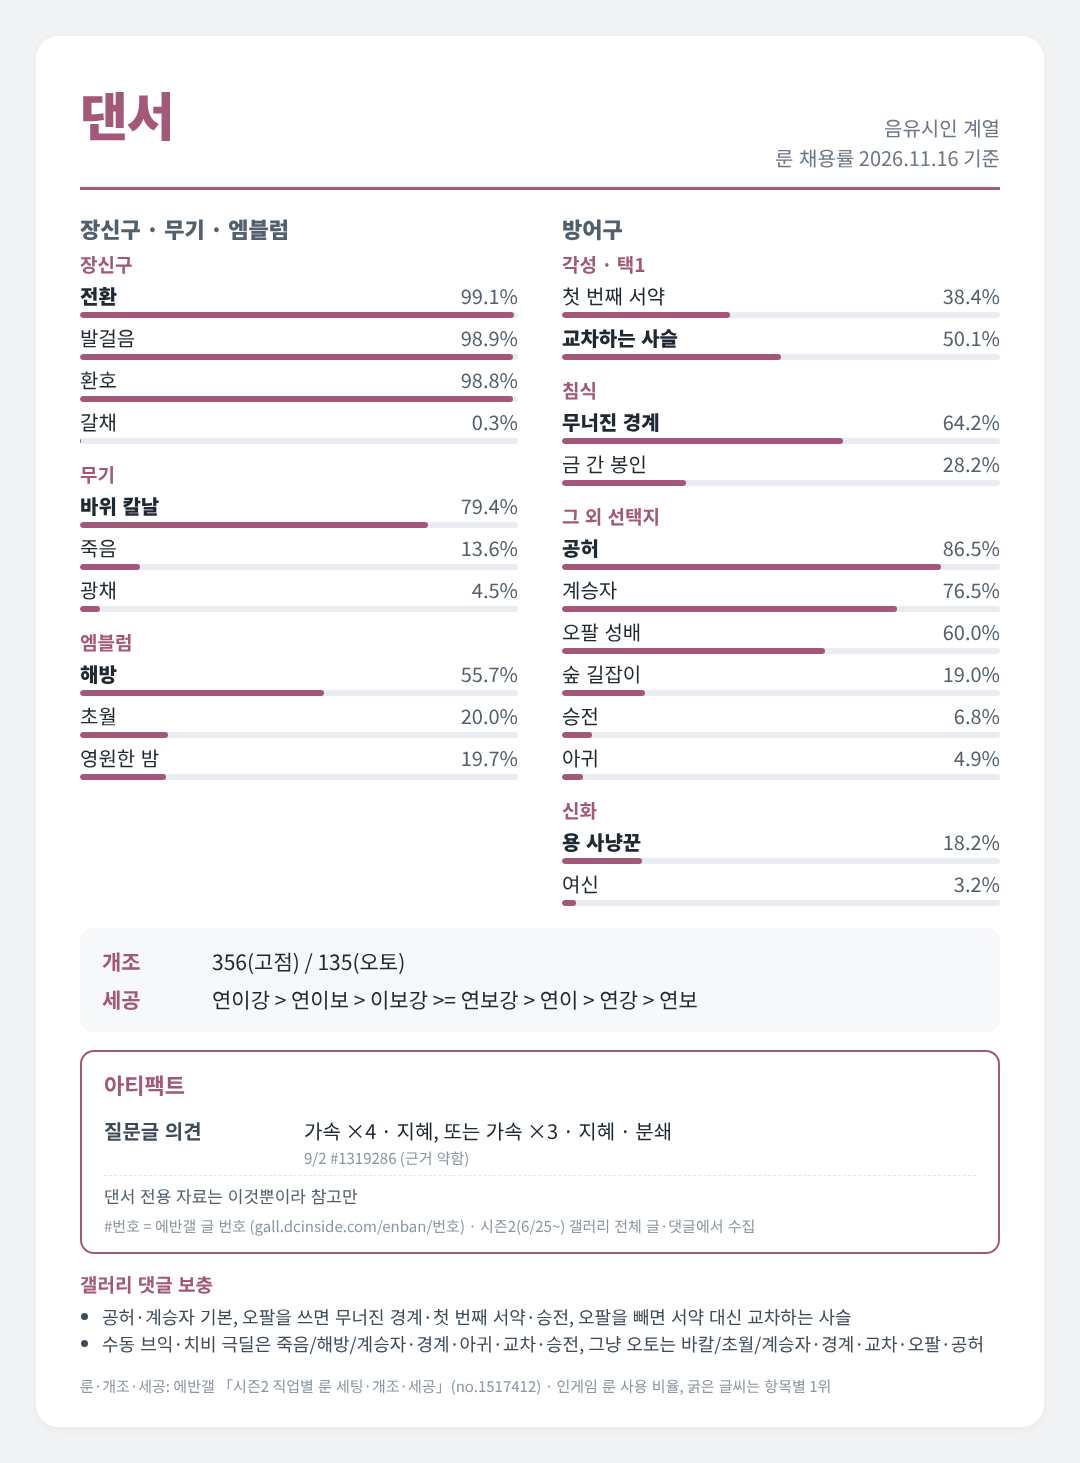 댄서
음유시인 계열
룬 채용률 2026.11.16 기준
장신구 · 무기 · 엠블럼
장신구
전환 99.1%
발걸음 98.9%
환호 98.8%
갈채 0.3%
무기
바위 칼날 79.4%
죽음 13.6%
광채 4.5%
엠블럼
해방 55.7%
초월 20.0%
영원한 밤 19.7%
방어구
각성 · 택1
첫 번째 서약 38.4%
교차하는 사슬 50.1%
침식
무너진 경계 64.2%
금 간 봉인 28.2%
그 외 선택지
공허 86.5%
계승자 76.5%
오팔 성배 60.0%
숲 길잡이 19.0%
승전 6.8%
아귀 4.9%
신화
용 사냥꾼 18.2%
여신 3.2%
개조 356(고점) / 135(오토)
세공 연이강 > 연이보 > 이보강 >= 연보강 > 연이 > 연강 > 연보
아티팩트
질문글 의견 가속 ×4 · 지혜, 또는 가속 ×3 · 지혜 · 분쇄
9/2 #1319286 (근거 약함)
댄서 전용 자료는 이것뿐이라 참고만
#번호 = 에반갤 글 번호 (gall.dcinside.com/enban/번호) · 시즌2(6/25~) 갤러리 전체 글·댓글에서 수집
갤러리 댓글 보충
• 공허·계승자 기본, 오팔을 쓰면 무너진 경계·첫 번째 서약·승전, 오팔을 빼면 서약 대신 교차하는 사슬
• 수동 브익·치비 극딜은 죽음/해방/계승자·경계·아귀·교차·승전, 그냥 오토는 바칼/초월/계승자·경계·교차·오팔·공허
룬·개조·세공: 에반갤 「시즌2 직업별 룬 세팅·개조·세공」(no.1517412) · 인게임 룬 사용 비율, 굵은 글씨는 항목별 1위